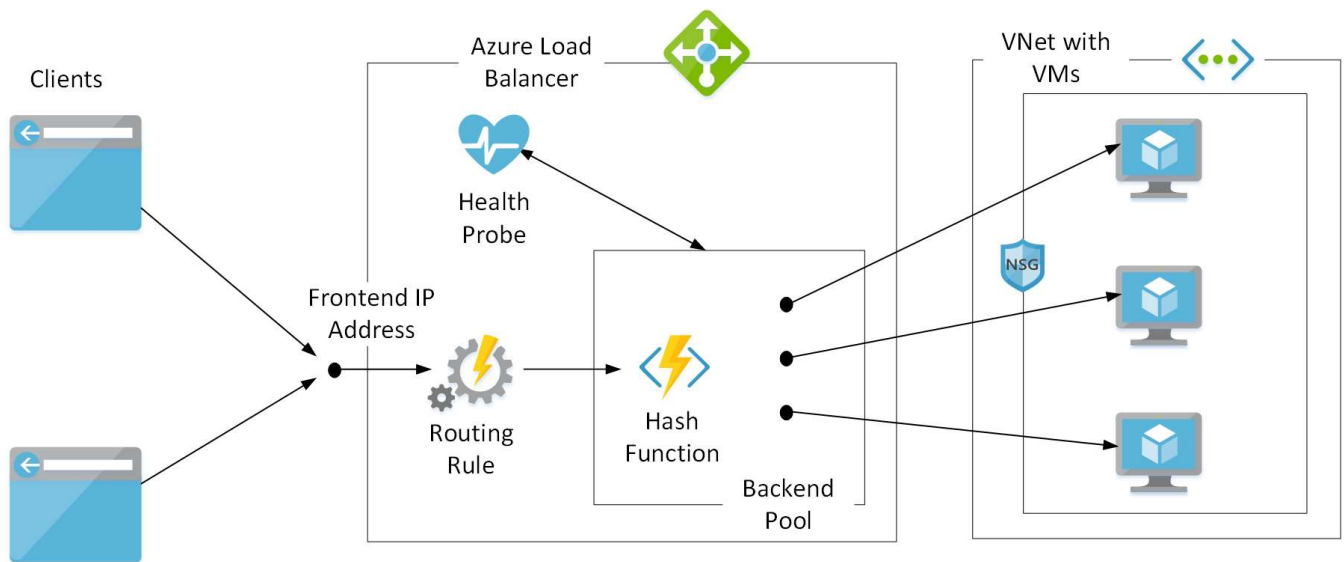 Clients
Azure Load
Balancer
VNet with
VMs
Health
Probe
Frontend IP
Address
NSG
Routing
Rule
Hash
Function
Backend
Pool